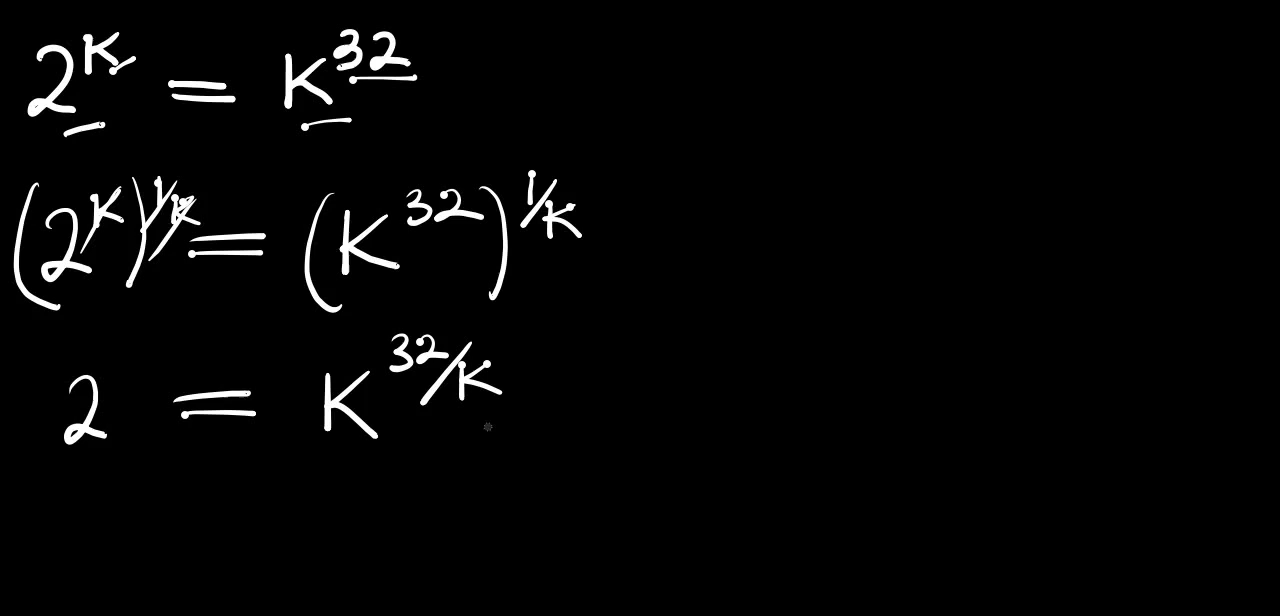 2^K = K^32
(2^K)^1/K = (K^32)^1/K
2 = K^32/K